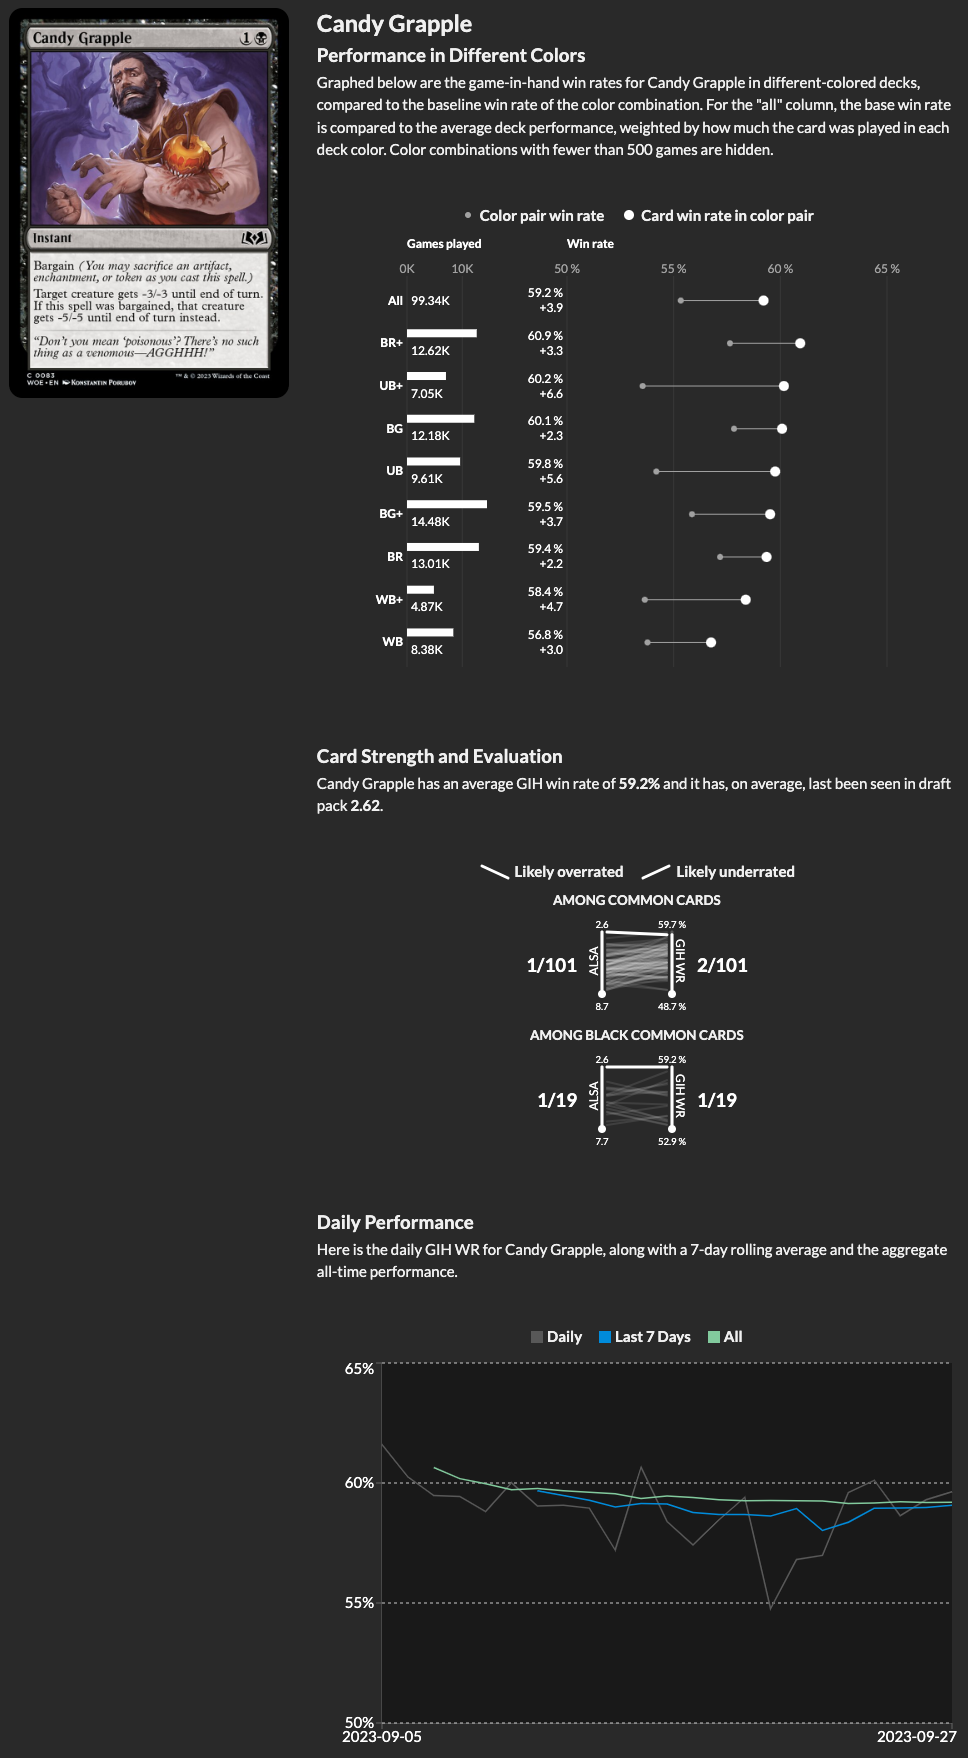 Candy Grapple 1
Instant
Bargain (You may sacrifice an artifact,
enchantment, or token as you cast this spell.)
Target creature gets -3/-3 until end of turn.
If this spell was bargained, that creature
gets -5/-5 until end of turn instead.
“Don’t you mean ‘poisonous’? There’s no such
thing as a venomous—AGGHHH!”
C 0083
WOE • EN Konstantin Porubov
™ & © 2023 Wizards of the Coast
Candy Grapple
Performance in Different Colors
Graphed below are the game-in-hand win rates for Candy Grapple in different-colored decks,
compared to the baseline win rate of the color combination. For the "all" column, the base win rate
is compared to the average deck performance, weighted by how much the card was played in each
deck color. Color combinations with fewer than 500 games are hidden.
Color pair win rate Card win rate in color pair
Games played Win rate
0K 10K 50 % 55 % 60 % 65 %
All 99.34K 59.2 % +3.9
BR+ 12.62K 60.9 % +3.3
UB+ 7.05K 60.2 % +6.6
BG 12.18K 60.1 % +2.3
UB 9.61K 59.8 % +5.6
BG+ 14.48K 59.5 % +3.7
BR 13.01K 59.4 % +2.2
WB+ 4.87K 58.4 % +4.7
WB 8.38K 56.8 % +3.0
Card Strength and Evaluation
Candy Grapple has an average GIH win rate of 59.2% and it has, on average, last been seen in draft
pack 2.62.
Likely overrated Likely underrated
AMONG COMMON CARDS
2.6 59.7 %
1/101 ALSA GIH WR 2/101
8.7 48.7 %
AMONG BLACK COMMON CARDS
2.6 59.2 %
1/19 ALSA GIH WR 1/19
7.7 52.9 %
Daily Performance
Here is the daily GIH WR for Candy Grapple, along with a 7-day rolling average and the aggregate
all-time performance.
Daily Last 7 Days All
65%
60%
55%
50%
2023-09-05 2023-09-27